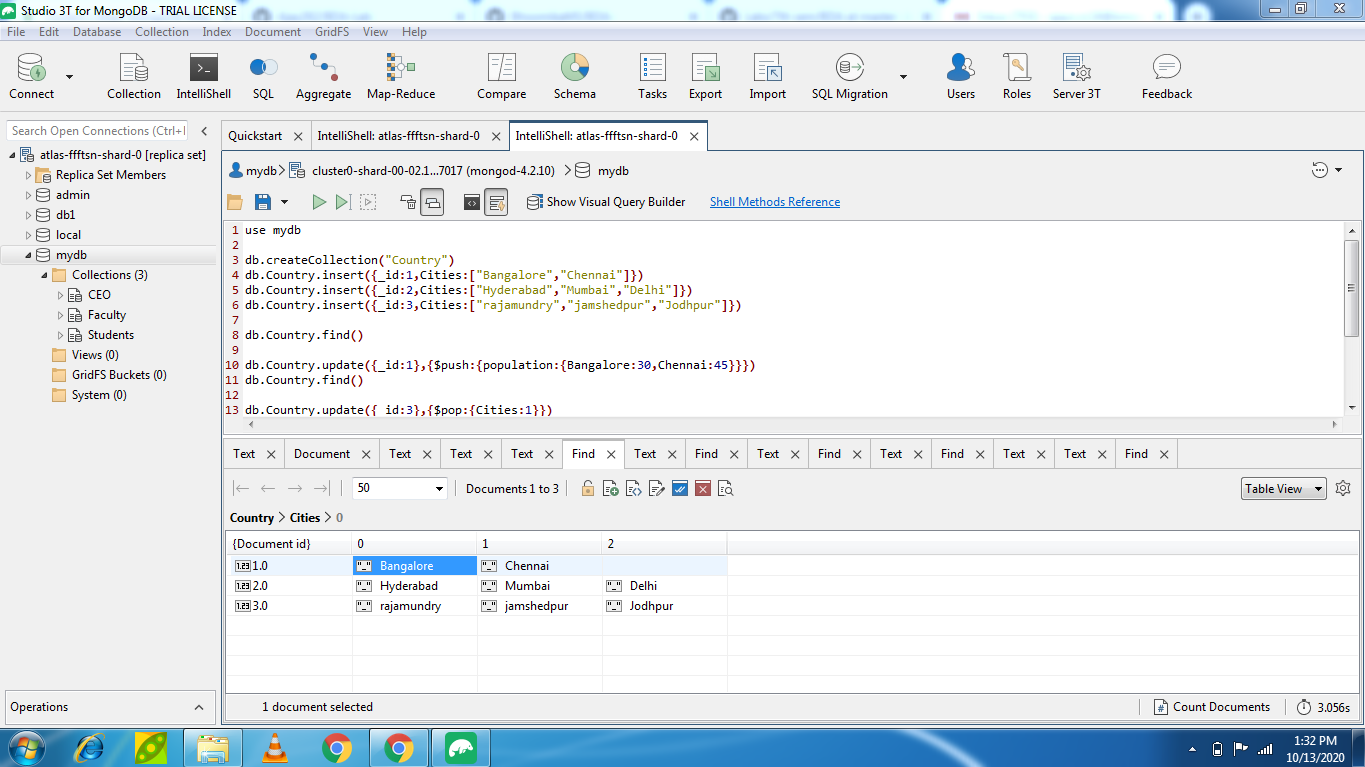 Studio 3T for MongoDB - TRIAL LICENSE
File Edit Database Collection Index Document GridFS View Help
Connect Collection IntelliShell SQL Aggregate Map-Reduce Compare Schema Tasks Export Import SQL Migration Users Roles Server 3T Feedback
Search Open Connections (Ctrl+
atlas-ffftsn-shard-0 [replica set]
Replica Set Members
admin
db1
local
mydb
Collections (3)
CEO
Faculty
Students
Views (0)
GridFS Buckets (0)
System (0)
Operations
Quickstart IntelliShell: atlas-ffftsn-shard-0 IntelliShell: atlas-ffftsn-shard-0
mydb cluster0-shard-00-02.1...7017 (mongod-4.2.10) mydb
Show Visual Query Builder Shell Methods Reference
1 use mydb
2
3 db.createCollection("Country")
4 db.Country.insert({_id:1,Cities:["Bangalore","Chennai"]})
5 db.Country.insert({_id:2,Cities:["Hyderabad","Mumbai","Delhi"]})
6 db.Country.insert({_id:3,Cities:["rajamundry","jamshedpur","Jodhpur"]})
7
8 db.Country.find()
9
10 db.Country.update({_id:1},{$push:{population:{Bangalore:30,Chennai:45}}})
11 db.Country.find()
12
13 db.Country.update({_id:3},{$pop:{Cities:1}})
Text Document Text Text Text Find Text Find Text Find Text Find Text Text Find
50 Documents 1 to 3 Table View
Country > Cities > 0
{Document id} 0 1 2
1.0 Bangalore Chennai
2.0 Hyderabad Mumbai Delhi
3.0 rajamundry jamshedpur Jodhpur
1 document selected Count Documents 3.056s
1:32 PM
10/13/2020